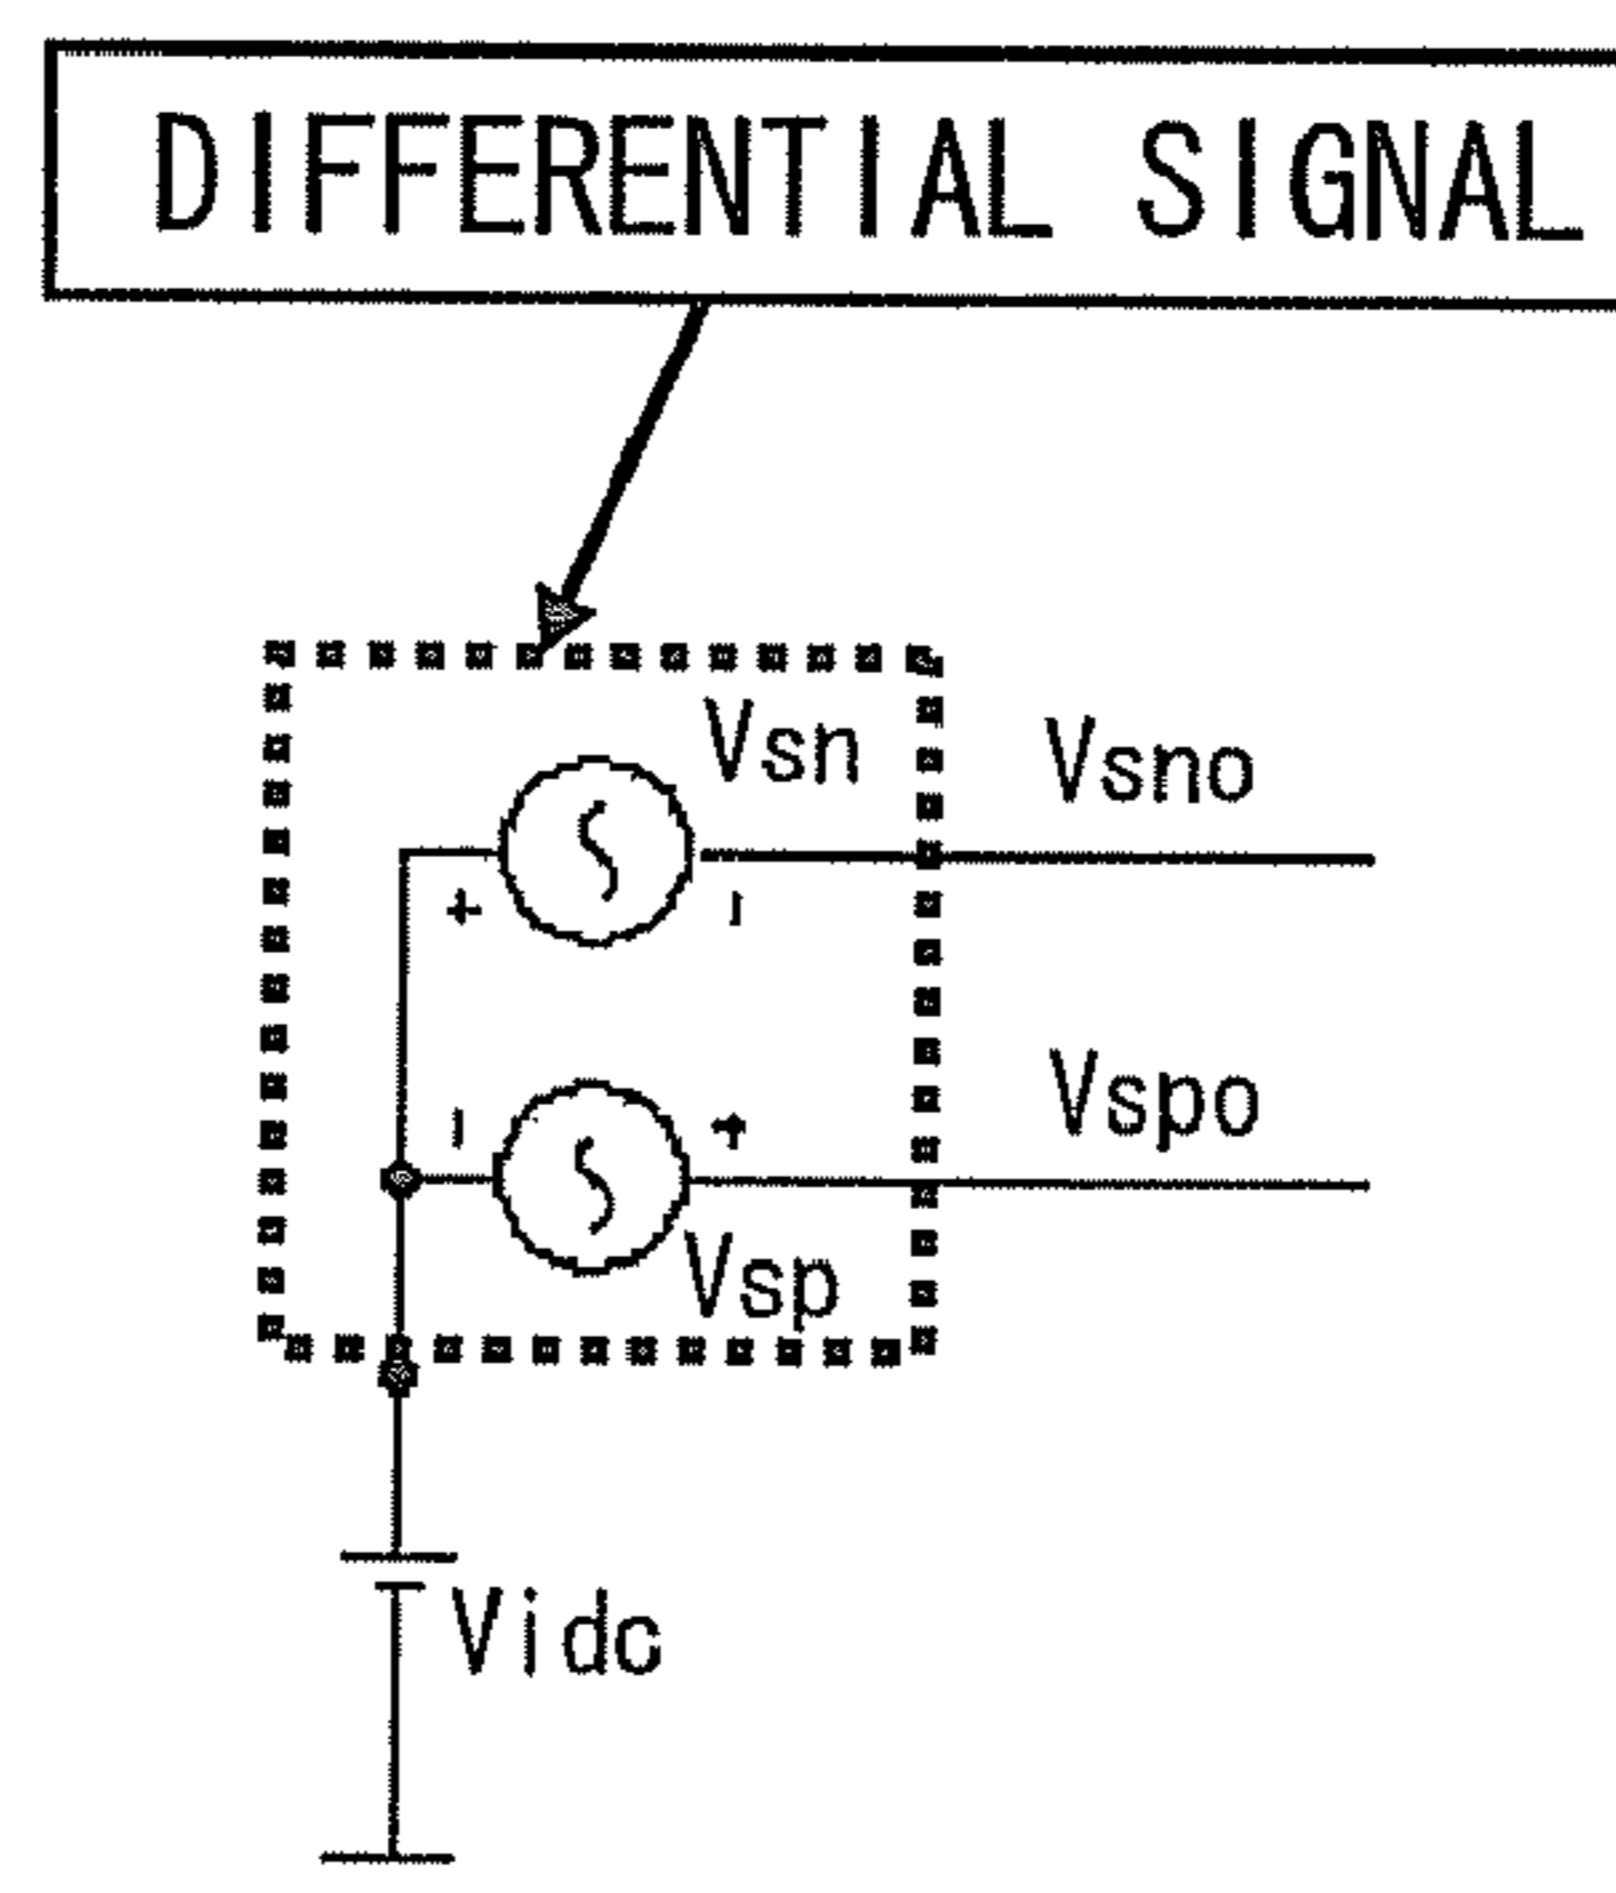 DIFFERENTIAL SIGNAL
Vsn
Vsno
+ -
Vspo
- +
Vsp
Vidc